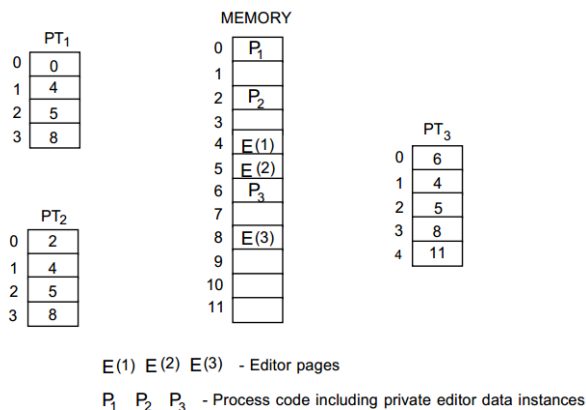 MEMORY
PT1
0 0
1 4
2 5
3 8
PT2
0 2
1 4
2 5
3 8
0 P1
1
2 P2
3
4 E(1)
5 E(2)
6 P3
7
8 E(3)
9
10
11
PT3
0 6
1 4
2 5
3 8
4 11
E(1) E(2) E(3) - Editor pages
P1 P2 P3 - Process code including private editor data instances